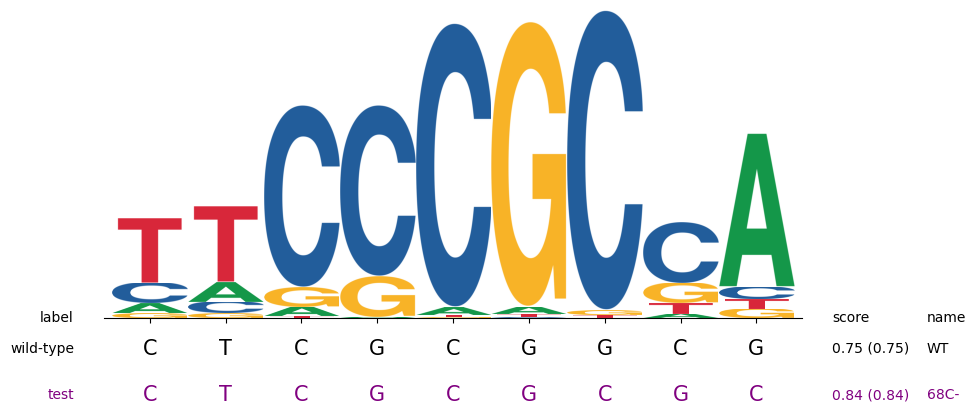 T T C C C G C C A
C A G G A A G G C
A C A T T T T T
G G T A G
label score name
wild-type C T C G C G G C G 0.75 (0.75) WT
test C T C G C G C G C 0.84 (0.84) 68C-